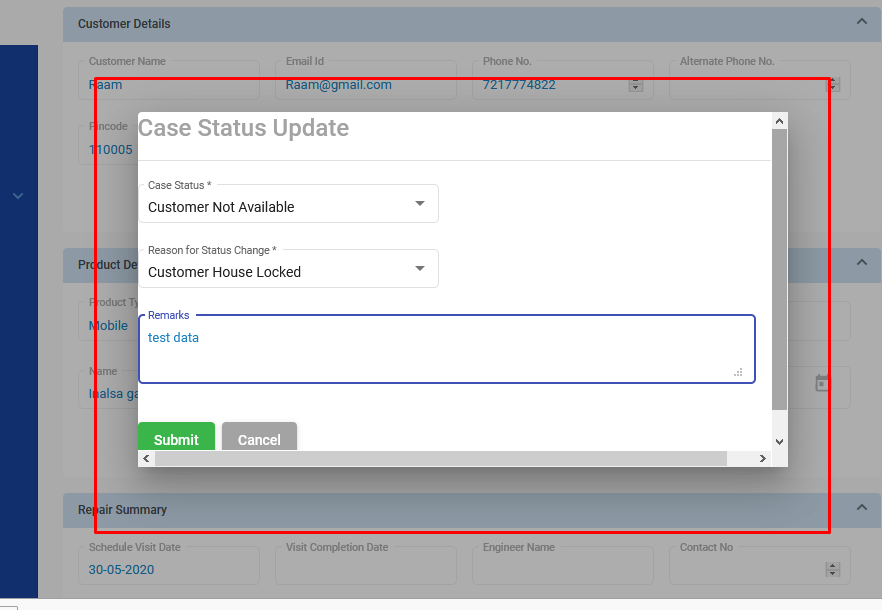 Customer Details
Customer Name
Email Id
Phone No.
Alternate Phone No.
Raam
Raam@gmail.com
7217774822
Pincode
110005
Case Status Update
Case Status *
Customer Not Available
Reason for Status Change *
Customer House Locked
Product De
Product Ty
Mobile
Remarks
test data
Name
Inalsa ga
Submit
Cancel
Repair Summary
Schedule Visit Date
Visit Completion Date
Engineer Name
Contact No
30-05-2020